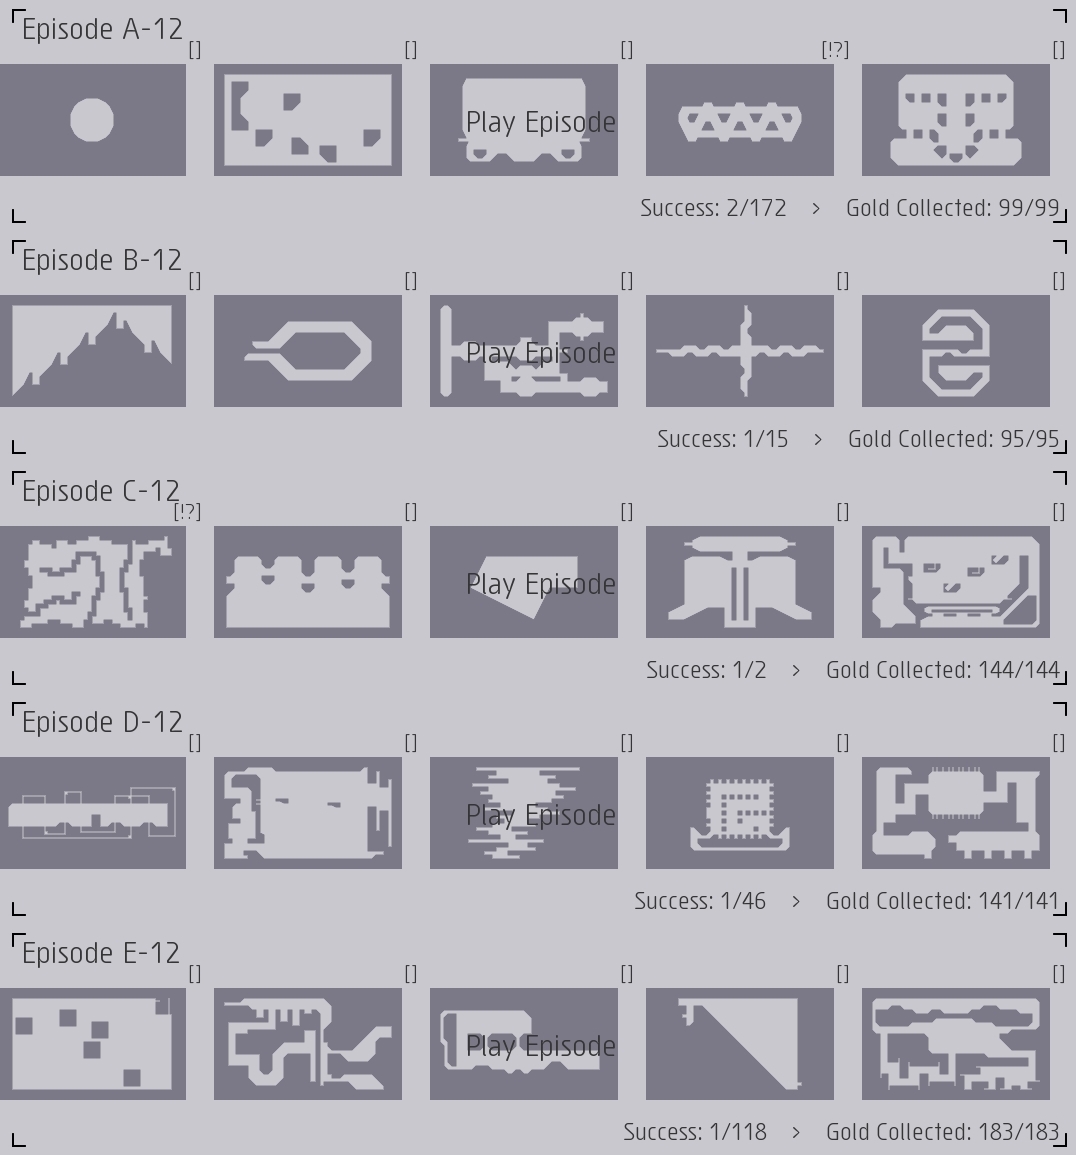 Episode A-12
[] [] [] [!?] []
Play Episode
Success: 2/172 > Gold Collected: 99/99
Episode B-12
[] [] [] [] []
Play Episode
Success: 1/15 > Gold Collected: 95/95
Episode C-12
[!?] [] [] [] []
Play Episode
Success: 1/2 > Gold Collected: 144/144
Episode D-12
[] [] [] [] []
Play Episode
Success: 1/46 > Gold Collected: 141/141
Episode E-12
[] [] [] [] []
Play Episode
Success: 1/118 > Gold Collected: 183/183